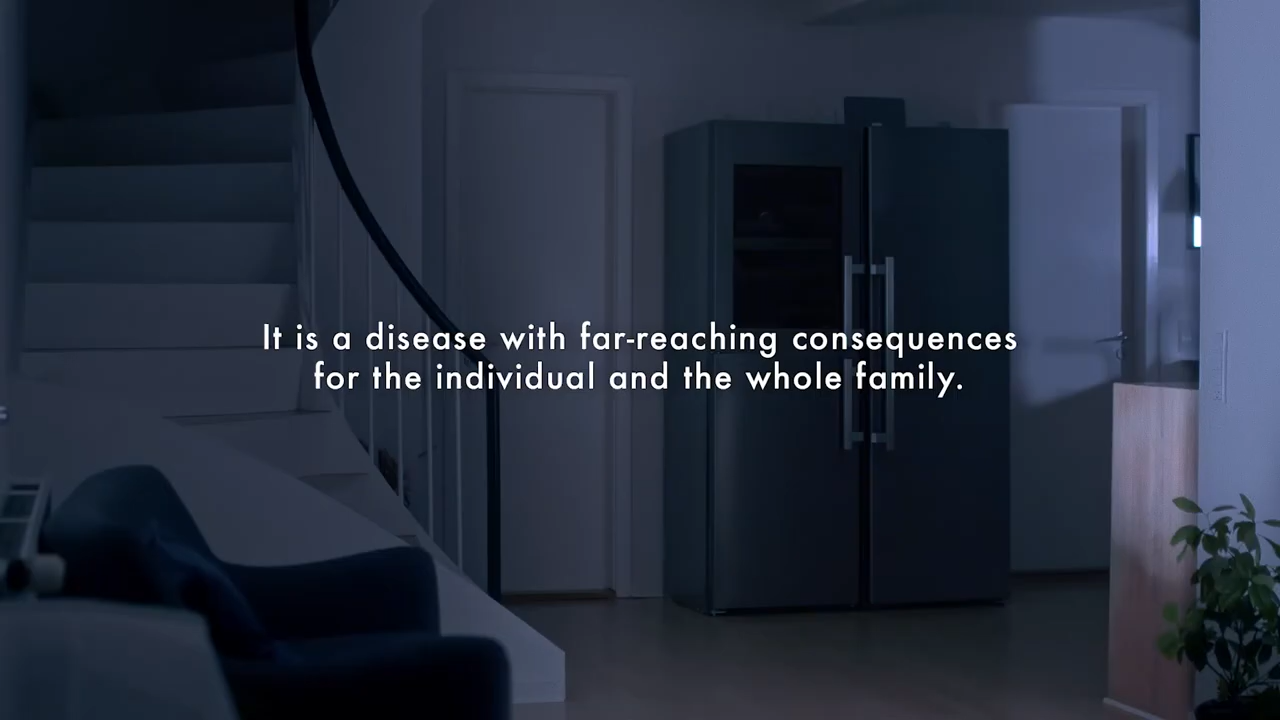 It is a disease with far-reaching consequences
for the individual and the whole family.